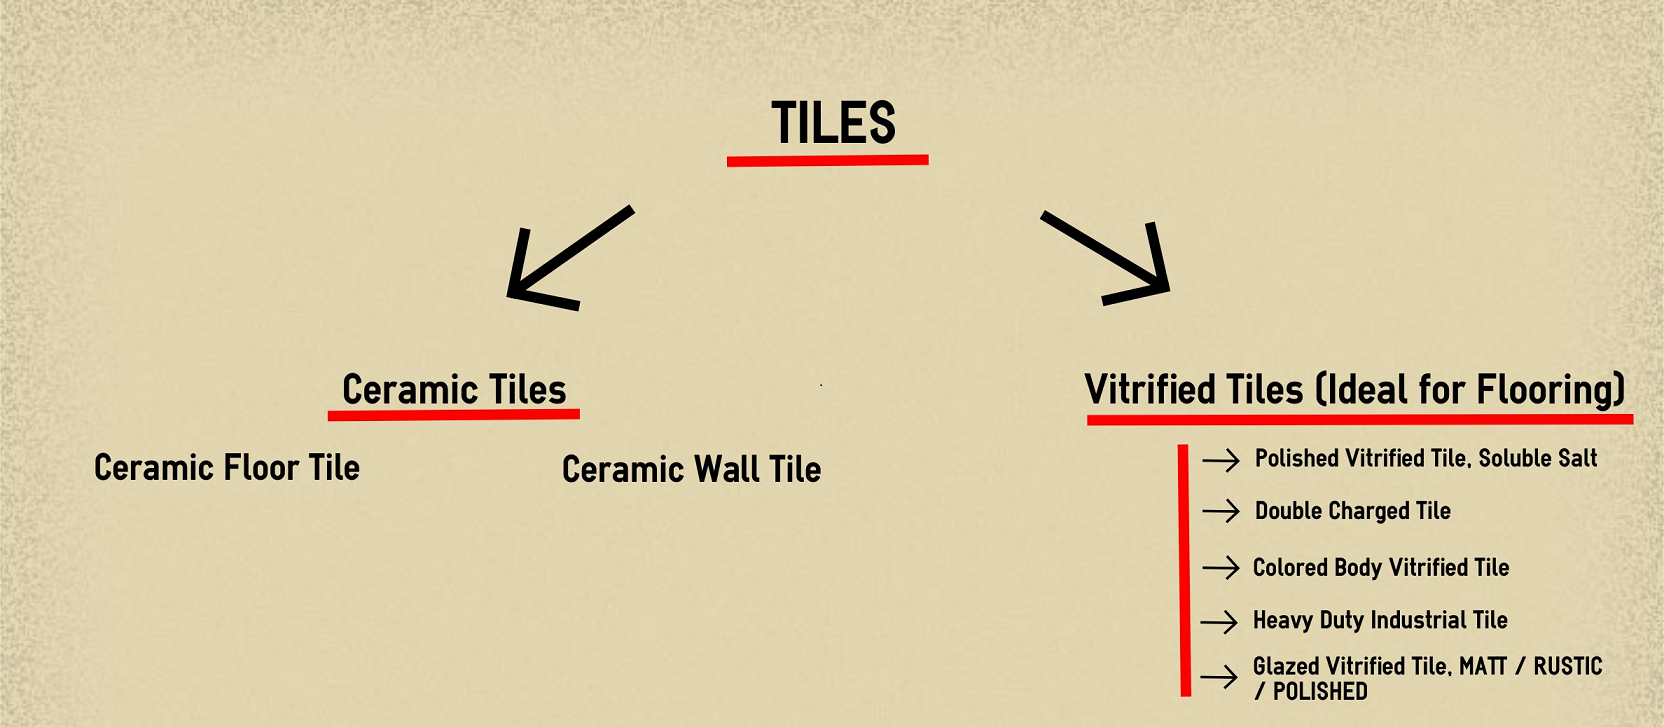 TILES
Ceramic Tiles
Vitrified Tiles (Ideal for Flooring)
Ceramic Floor Tile
Ceramic Wall Tile
Polished Vitrified Tile, Soluble Salt
Double Charged Tile
Colored Body Vitrified Tile
Heavy Duty Industrial Tile
Glazed Vitrified Tile, MATT / RUSTIC
/ POLISHED